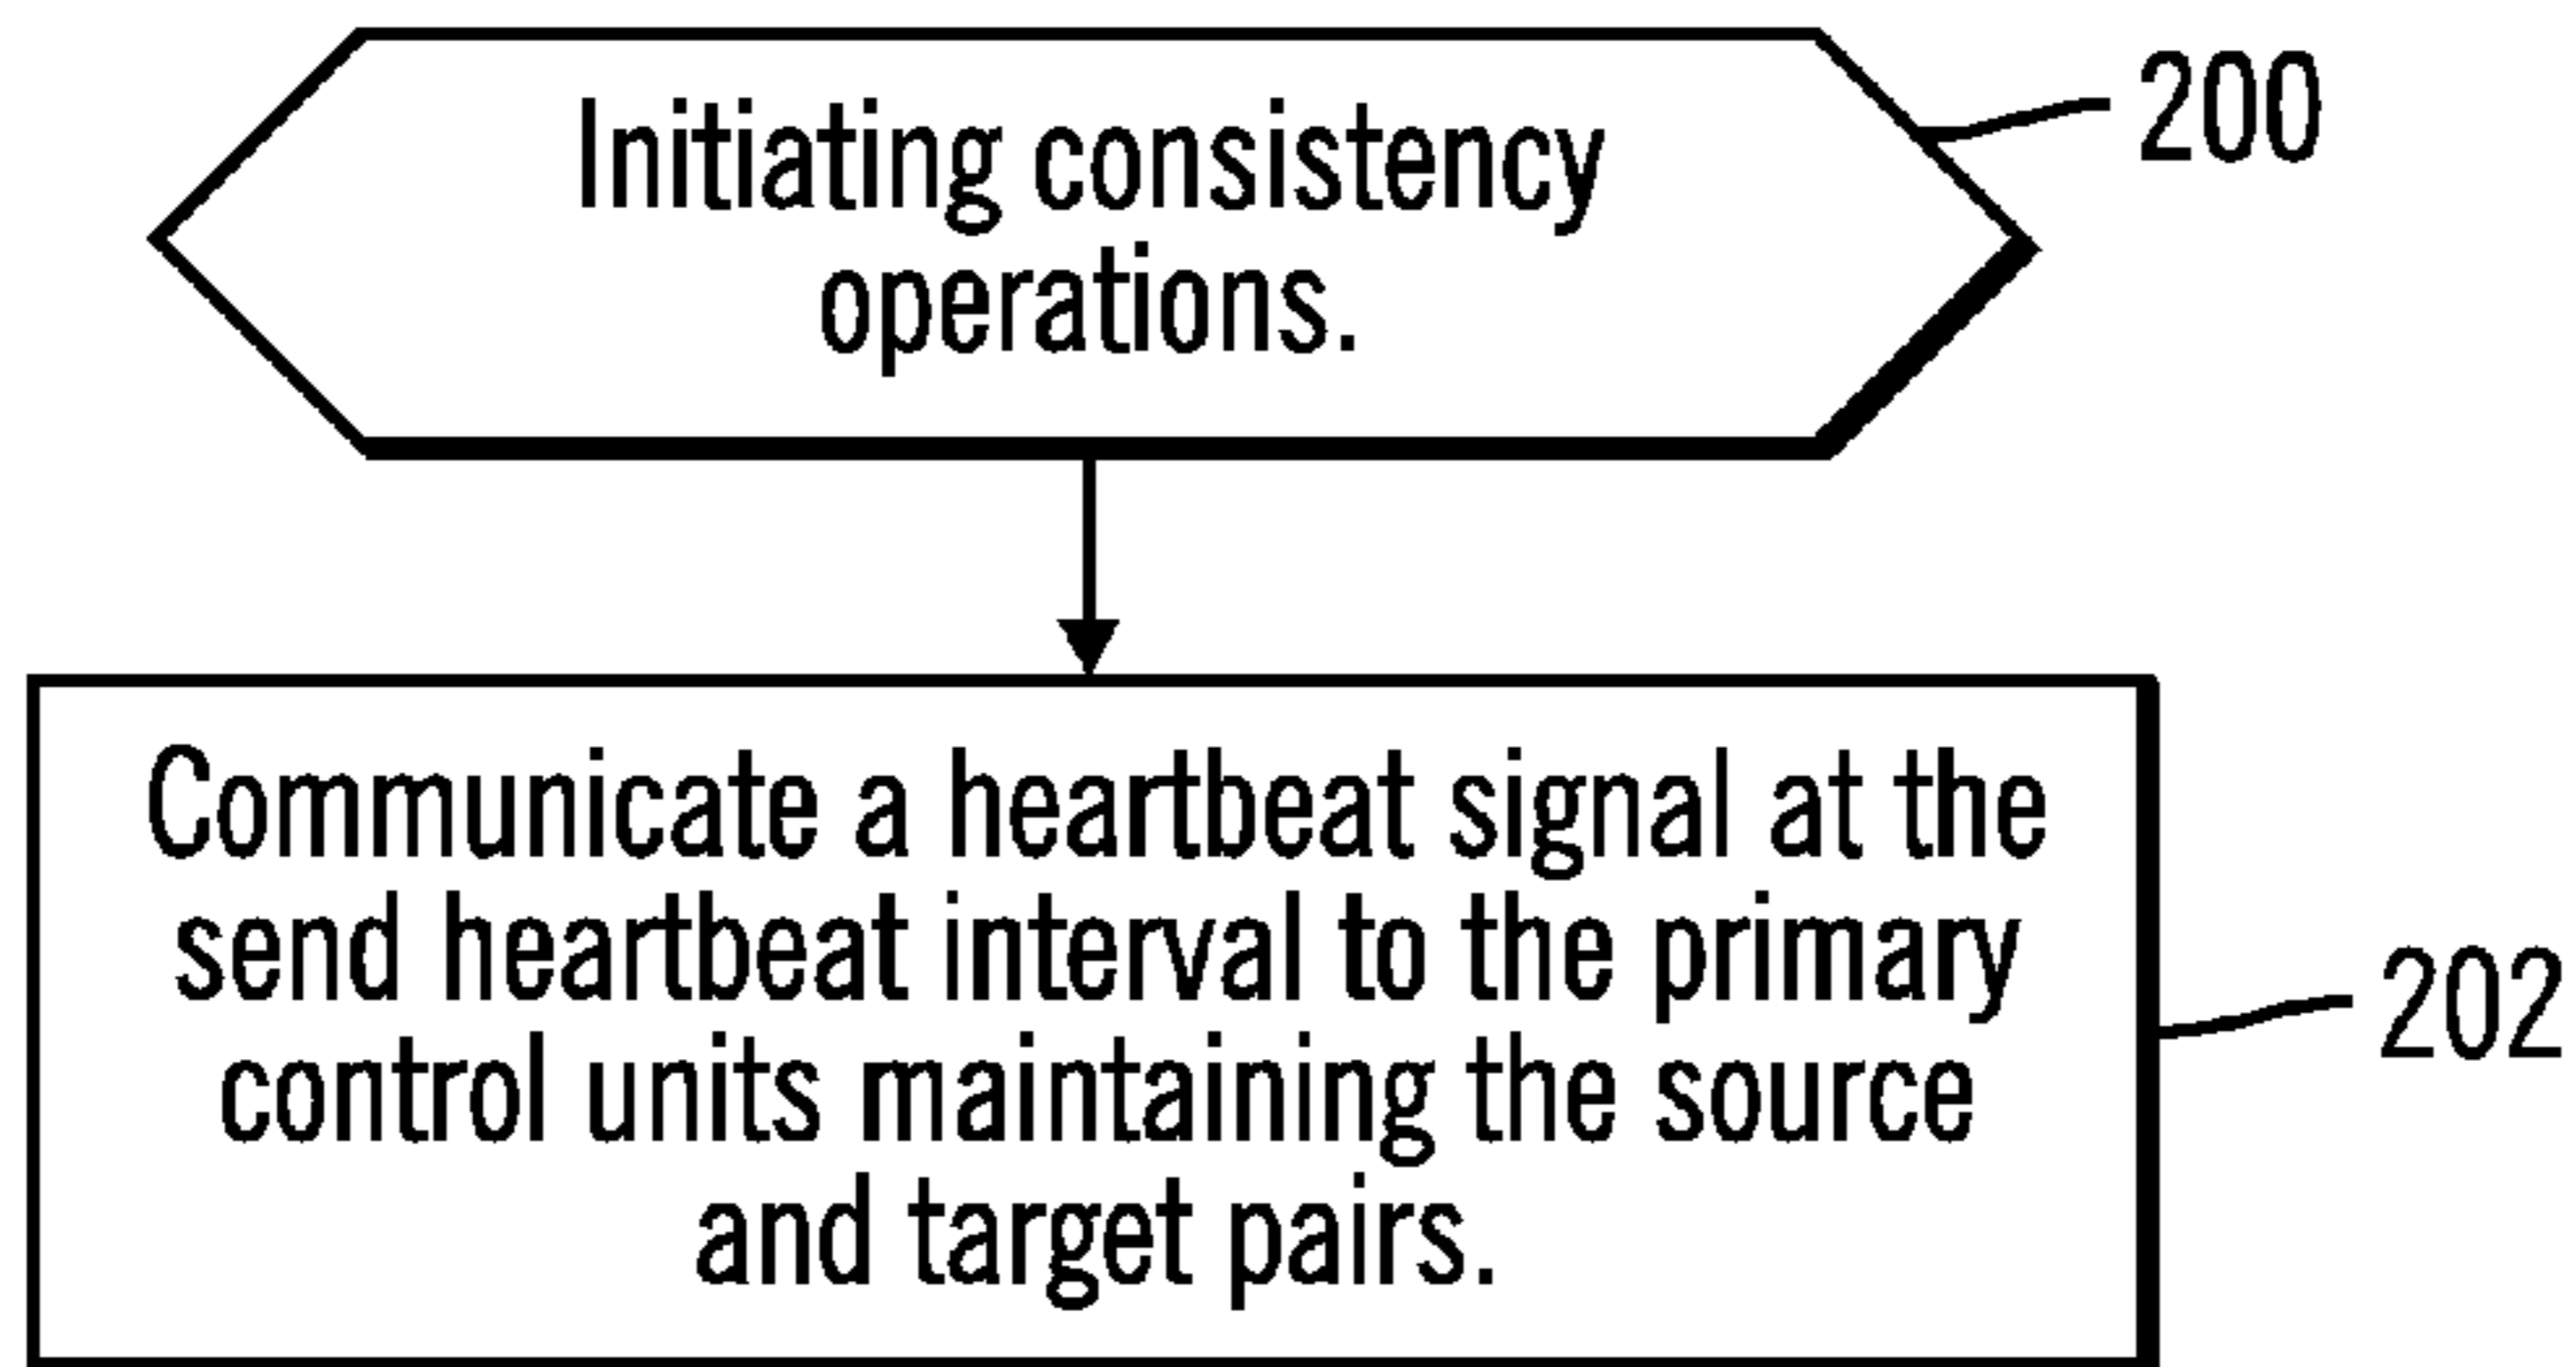 Initiating consistency
operations.
200
Communicate a heartbeat signal at the
send heartbeat interval to the primary
control units maintaining the source
and target pairs.
202